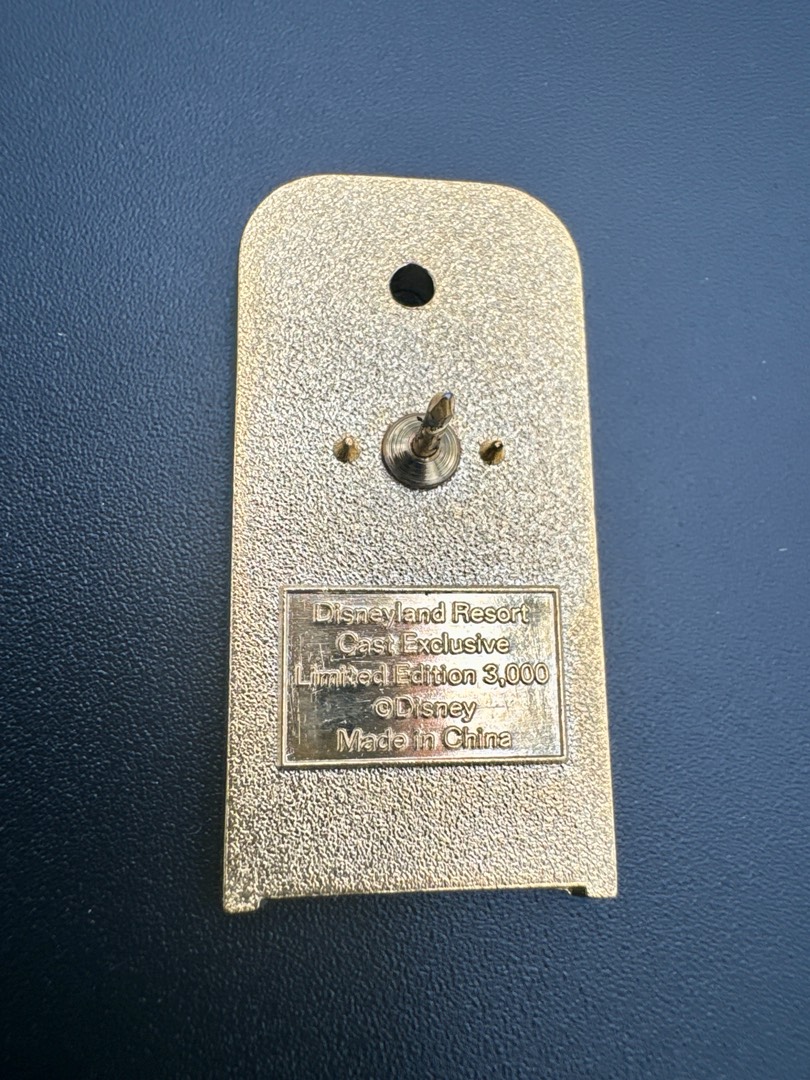 Disneyland Resort
Cast Exclusive
Limited Edition 3,000
©Disney
Made in China